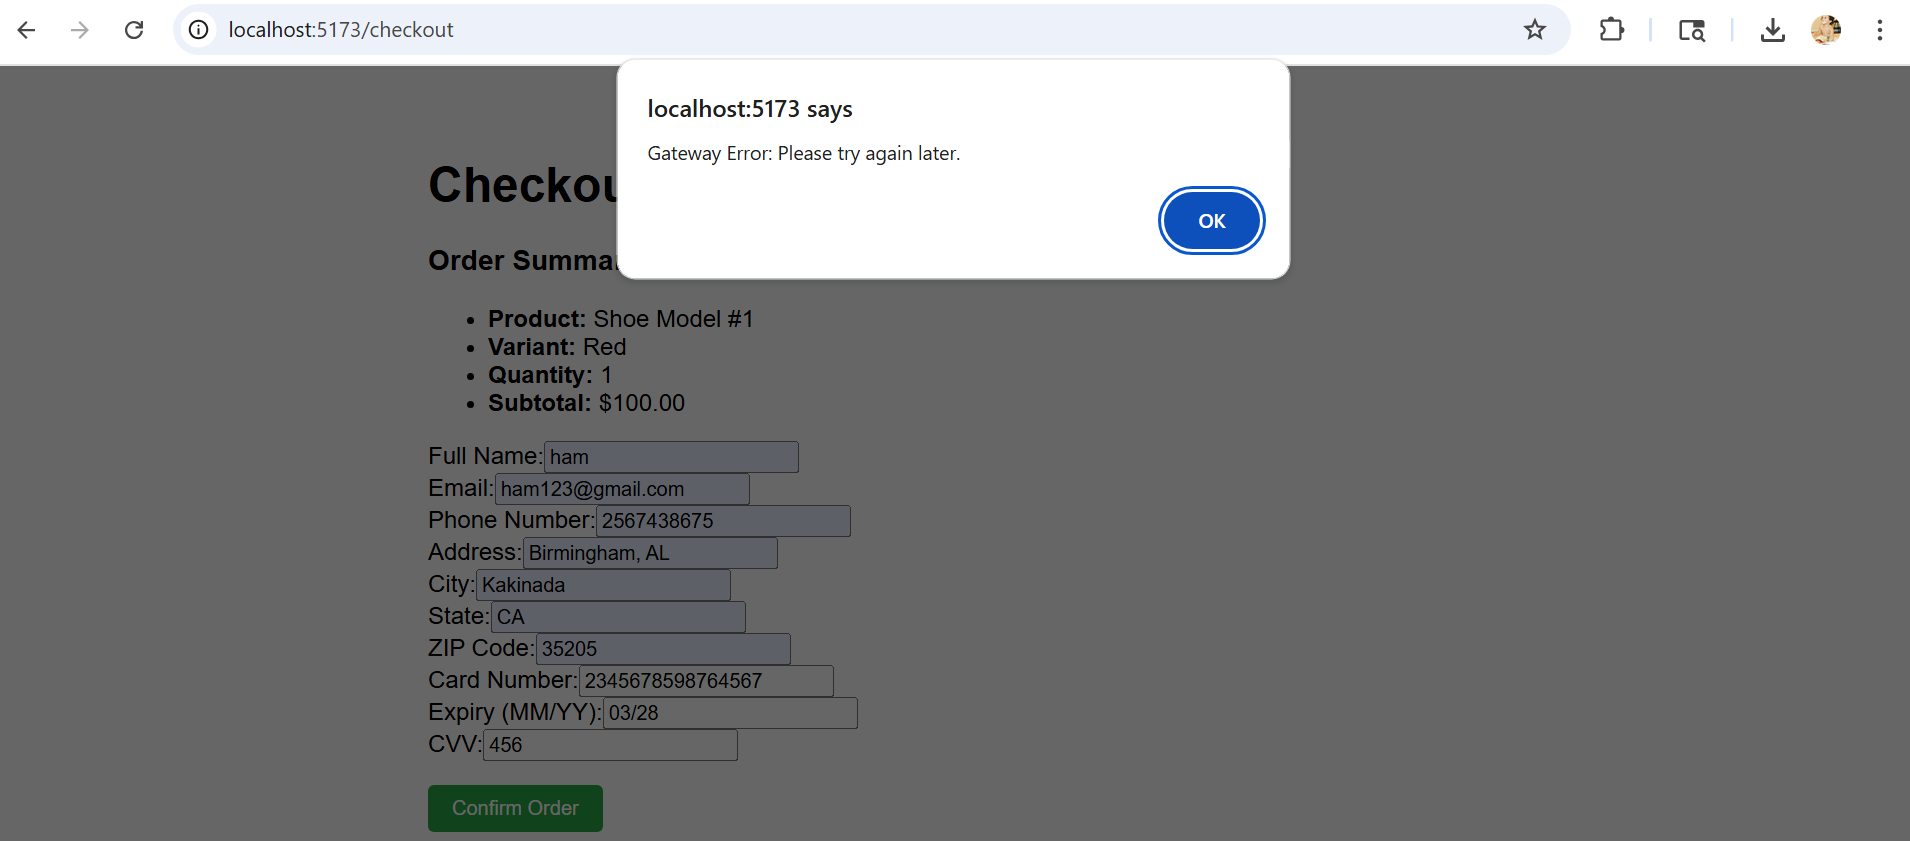 localhost:5173/checkout
localhost:5173 says
Gateway Error: Please try again later.
OK
Checkou
Order Summa
• Product: Shoe Model #1
• Variant: Red
• Quantity: 1
• Subtotal: $100.00
Full Name: ham
Email: ham123@gmail.com
Phone Number: 2567438675
Address: Birmingham, AL
City: Kakinada
State: CA
ZIP Code: 35205
Card Number: 2345678598764567
Expiry (MM/YY): 03/28
CVV: 456
Confirm Order